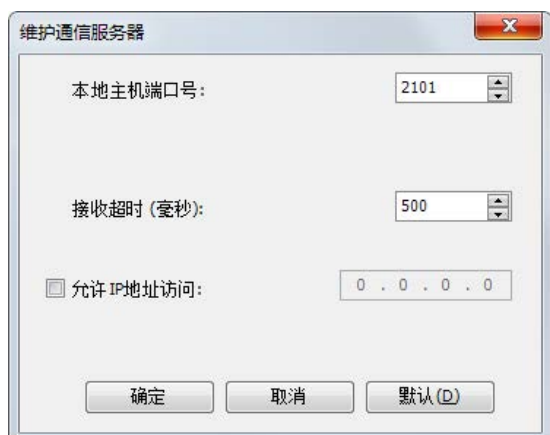 维护通信服务器
本地主机端口号: 2101
接收超时 (毫秒): 500
允许IP地址访问: 0 . 0 . 0 . 0
确定 取消 默认(D)